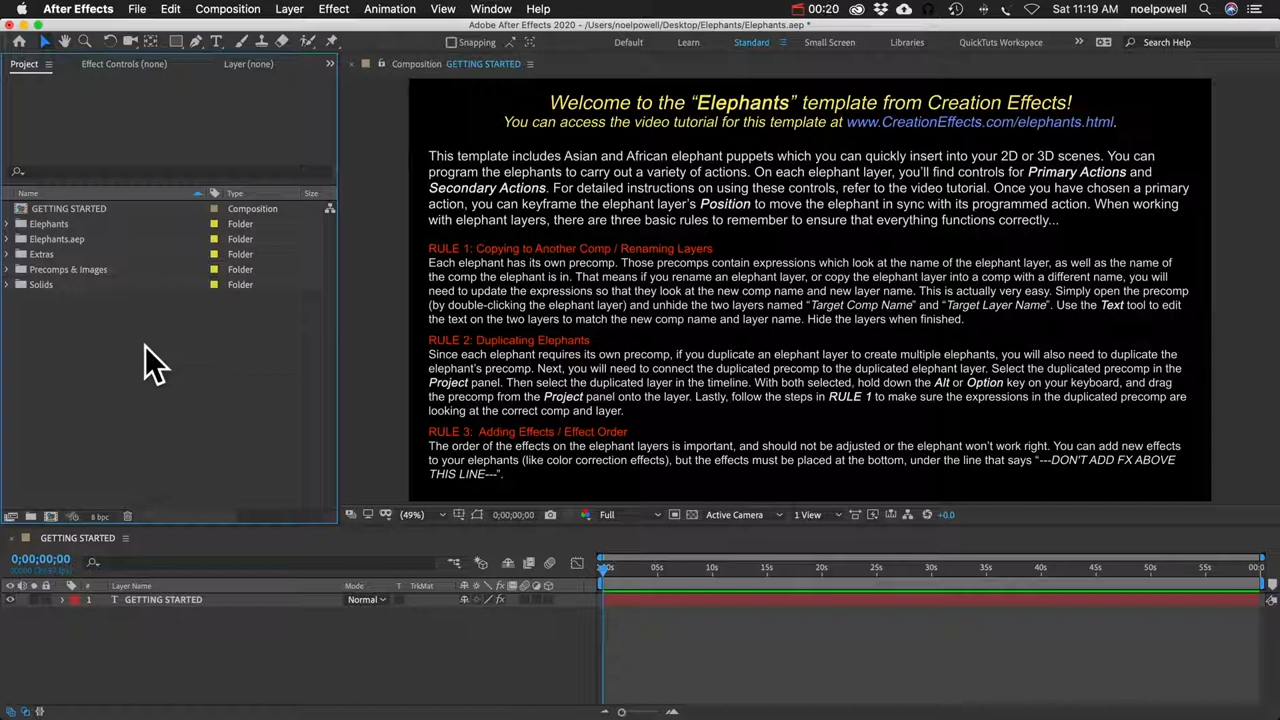 After Effects File Edit Composition Layer Effect Animation View Window Help 00:20 Sat 11:19 AM noelpowell
Adobe After Effects 2020 - /Users/noelpowell/Desktop/Elephants/Elephants.aep *
Snapping Default Learn Standard Small Screen Libraries QuickTuts Workspace Search Help
Project Effect Controls (none) Layer (none)
Composition GETTING STARTED
Name Type Size
GETTING STARTED Composition
Elephants Folder
Elephants.aep Folder
Extras Folder
Precomps & Images Folder
Solids Folder
8 bpc
Welcome to the “Elephants” template from Creation Effects!
You can access the video tutorial for this template at www.CreationEffects.com/elephants.html.
This template includes Asian and African elephant puppets which you can quickly insert into your 2D or 3D scenes. You can
program the elephants to carry out a variety of actions. On each elephant layer, you’ll find controls for Primary Actions and
Secondary Actions. For detailed instructions on using these controls, refer to the video tutorial. Once you have chosen a primary
action, you can keyframe the elephant layer’s Position to move the elephant in sync with its programmed action. When working
with elephant layers, there are three basic rules to remember to ensure that everything functions correctly...
RULE 1: Copying to Another Comp / Renaming Layers
Each elephant has its own precomp. Those precomps contain expressions which look at the name of the elephant layer, as well as the name of
the comp the elephant is in. That means if you rename an elephant layer, or copy the elephant layer into a comp with a different name, you will
need to update the expressions so that they look at the new comp name and new layer name. This is actually very easy. Simply open the precomp
(by double-clicking the elephant layer) and unhide the two layers named “Target Comp Name” and “Target Layer Name”. Use the Text tool to edit
the text on the two layers to match the new comp name and layer name. Hide the layers when finished.
RULE 2: Duplicating Elephants
Since each elephant requires its own precomp, if you duplicate an elephant layer to create multiple elephants, you will also need to duplicate the
elephant’s precomp. Next, you will need to connect the duplicated precomp to the duplicated elephant layer. Select the duplicated precomp in the
Project panel. Then select the duplicated layer in the timeline. With both selected, hold down the Alt or Option key on your keyboard, and drag
the precomp from the Project panel onto the layer. Lastly, follow the steps in RULE 1 to make sure the expressions in the duplicated precomp are
looking at the correct comp and layer.
RULE 3: Adding Effects / Effect Order
The order of the effects on the elephant layers is important, and should not be adjusted or the elephant won’t work right. You can add new effects
to your elephants (like color correction effects), but the effects must be placed at the bottom, under the line that says “---DON'T ADD FX ABOVE
THIS LINE---”.
(49%) 0;00;00;00 Full Active Camera 1 View +0.0
GETTING STARTED
0;00;00;00
05s 10s 15s 20s 25s 30s 35s 40s 45s 50s 55s
# Layer Name Mode T TrkMat
1 T GETTING STARTED Normal